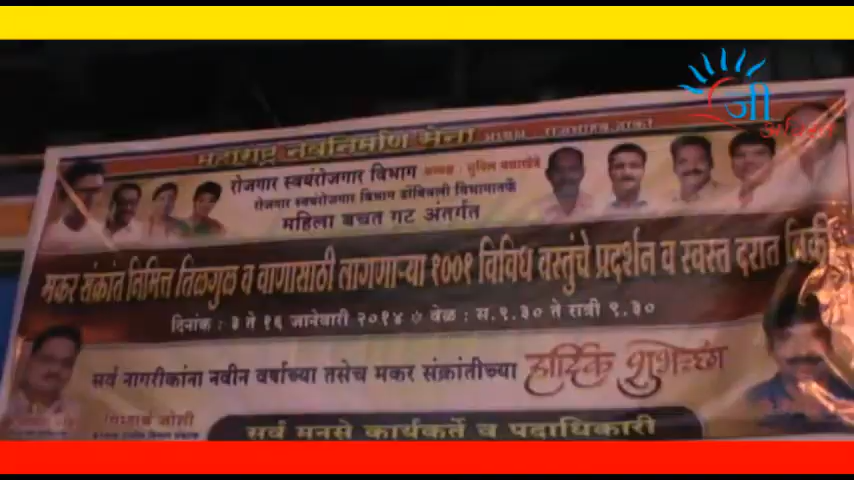 जी
महाराष्ट्र नवनिर्माण सेना
रोजगार स्वयंरोजगार विभाग
रोजगार स्वयंरोजगार विभाग डोंबिवली विभागातर्फे
महिला बचत गट अंतर्गत
मकर संक्रांत निमित्त तिळगुळ व वाणासाठी लागणाऱ्या १००१ विविध वस्तुंचे प्रदर्शन व स्वस्त दरात विक्री
दिनांक : ३ ते १६ जानेवारी २०१४ वेळ : स.९.३० ते रात्री ९.३०
सर्व नागरीकांना नवीन वर्षाच्या तसेच मकर संक्रांतीच्या हार्दिक शुभेच्छा
जोशी
सर्व मनसे कार्यकर्ते व पदाधिकारी